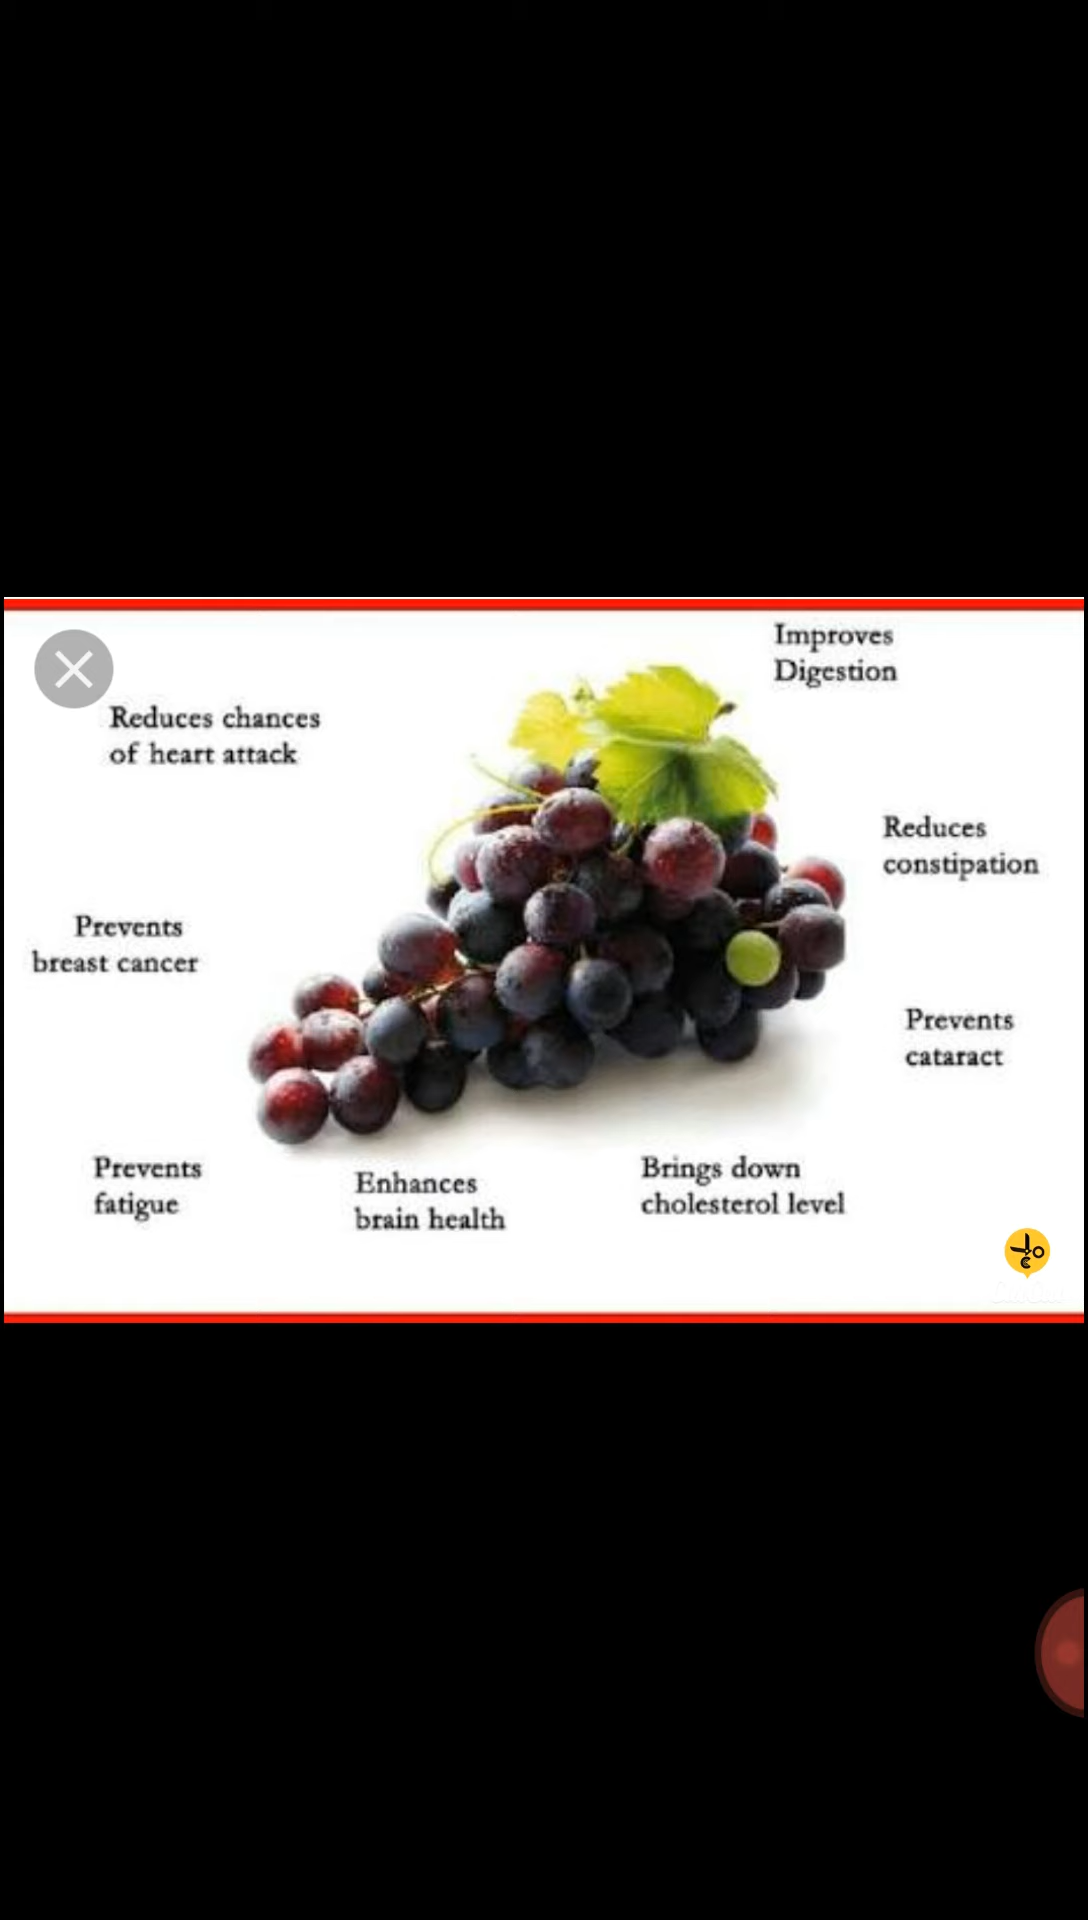 Improves
Digestion
Reduces chances
of heart attack
Reduces
constipation
Prevents
breast cancer
Prevents
cataract
Prevents
fatigue
Enhances
brain health
Brings down
cholesterol level